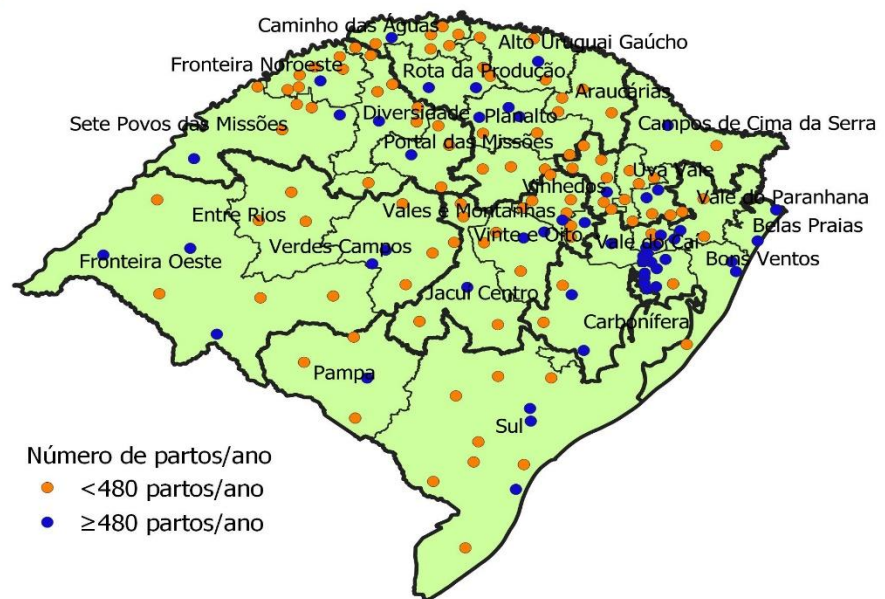 Caminho das Águas
Alto Uruguai Gaúcho
Fronteira Noroeste
Rota da Produção
Araucárias
Diversidade
Planalto
Sete Povos das Missões
Campos de Cima da Serra
Portal das Missões
Uva Vale
Vinhedos
Vale do Paranhana
Entre Rios
Vales e Montanhas
Belas Praias
Verdes Campos
Vinte e Oito
Vale do Caí
Fronteira Oeste
Bons Ventos
Jacuí Centro
Carbonífera
Pampa
Sul
Número de partos/ano
<480 partos/ano
≥480 partos/ano